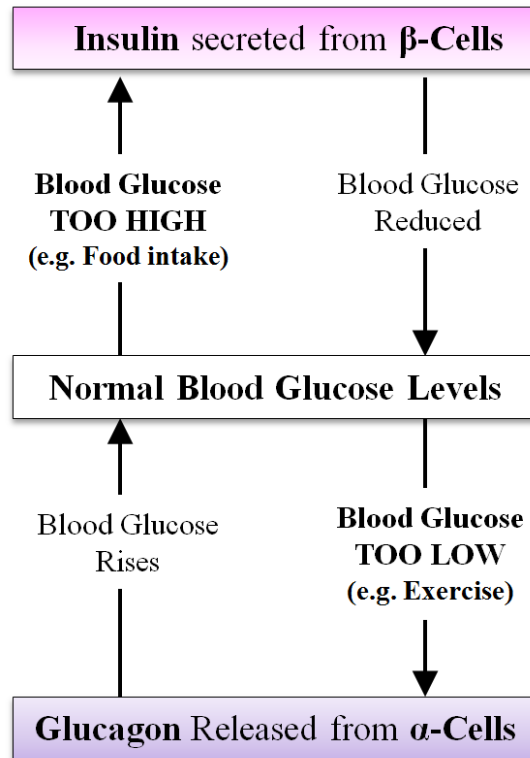 Insulin secreted from β-Cells
Blood Glucose
TOO HIGH
(e.g. Food intake)
Blood Glucose
Reduced
Normal Blood Glucose Levels
Blood Glucose
Rises
Blood Glucose
TOO LOW
(e.g. Exercise)
Glucagon Released from α-Cells